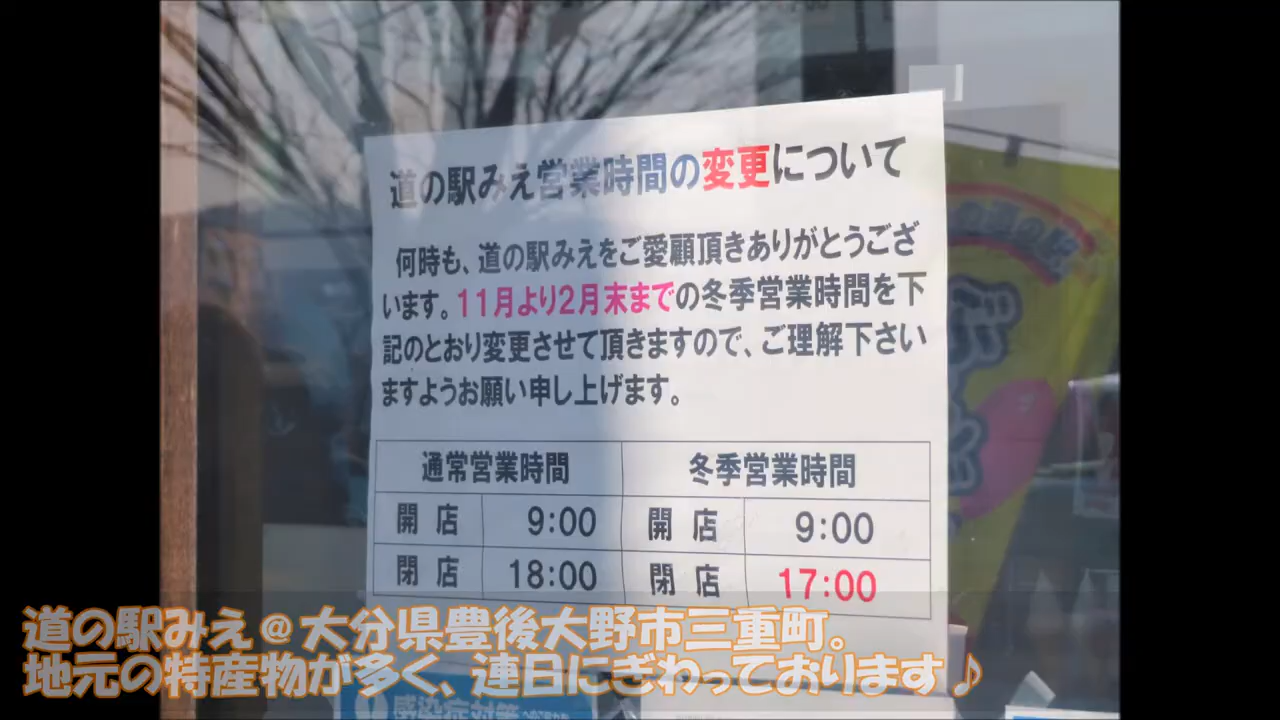 道の駅みえ営業時間の変更について
何時も、道の駅みえをご愛顧頂きありがとうござ
います。11月より2月末までの冬季営業時間を下
記のとおり変更させて頂きますので、ご理解下さい
ますようお願い申し上げます。
通常営業時間 冬季営業時間
開 店 9:00 開 店 9:00
閉 店 18:00 閉 店 17:00
道の駅みえ@大分県豊後大野市三重町。
地元の特産物が多く、連日にぎわっております♪
感染症対策